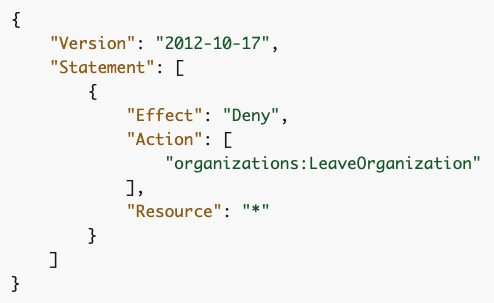 {
    "Version": "2012-10-17",
    "Statement": [
        {
            "Effect": "Deny",
            "Action": [
                "organizations:LeaveOrganization"
            ],
            "Resource": "*"
        }
    ]
}